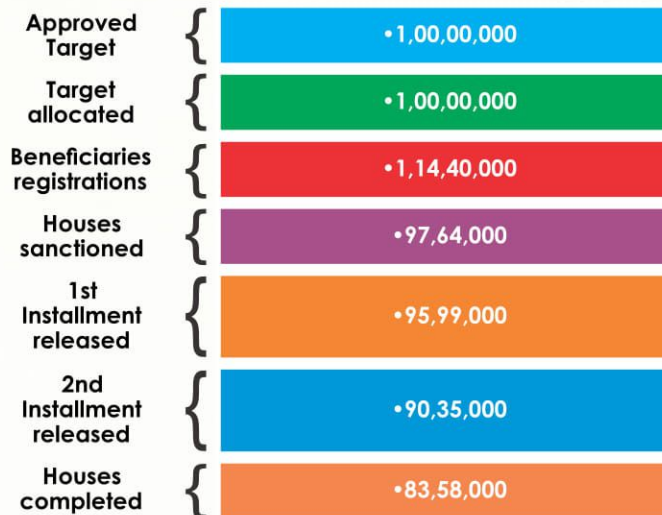 Approved
Target
•1,00,00,000
Target
allocated
•1,00,00,000
Beneficiaries
registrations
•1,14,40,000
Houses
sanctioned
•97,64,000
1st
Installment
released
•95,99,000
2nd
Installment
released
•90,35,000
Houses
completed
•83,58,000